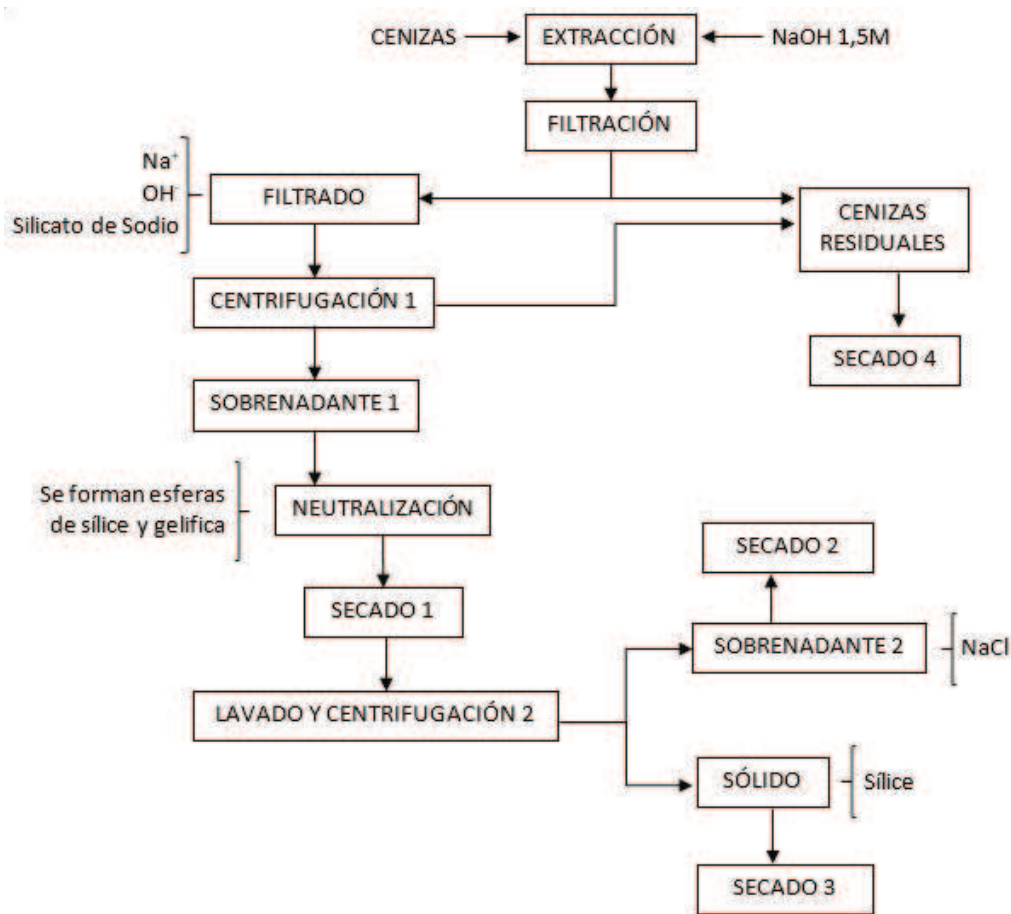 CENIZAS
EXTRACCIÓN
NaOH 1,5M
FILTRACIÓN
Na⁺
OH⁻
Silicato de Sodio
FILTRADO
CENIZAS
RESIDUALES
CENTRIFUGACIÓN 1
SECADO 4
SOBRENADANTE 1
Se forman esferas
de sílice y gelifica
NEUTRALIZACIÓN
SECADO 2
SECADO 1
SOBRENADANTE 2
NaCl
LAVADO Y CENTRIFUGACIÓN 2
SÓLIDO
Sílice
SECADO 3